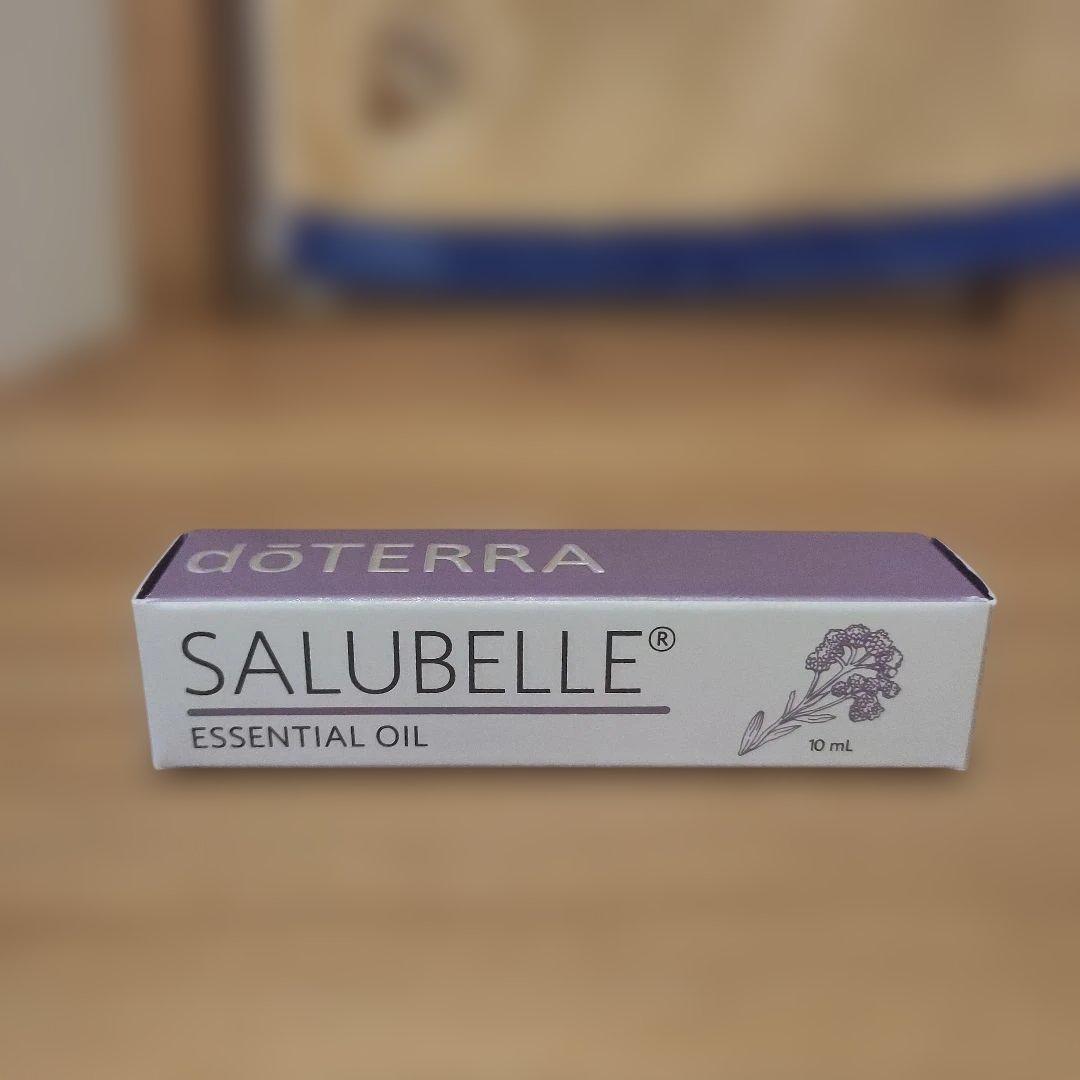 dōTERRA
SALUBELLE®
ESSENTIAL OIL
10 mL